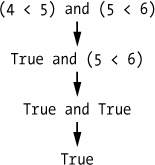 (4 < 5) and (5 < 6)
True and (5 < 6)
True and True
True